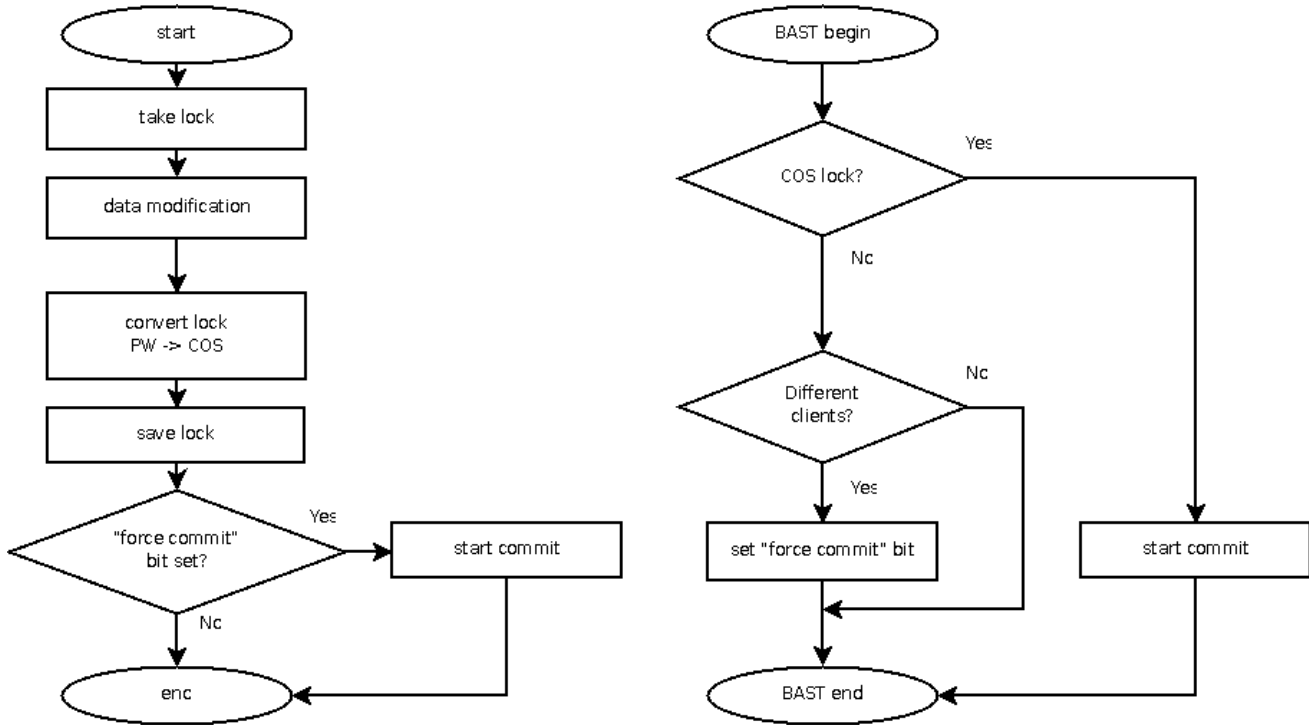 start
take lock
data modification
convert lock
PW -> COS
save lock
"force commit"
bit set?
Yes
start commit
No
enc
BAST begin
COS lock?
Yes
No
Different
clients?
No
Yes
set "force commit" bit
start commit
BAST end